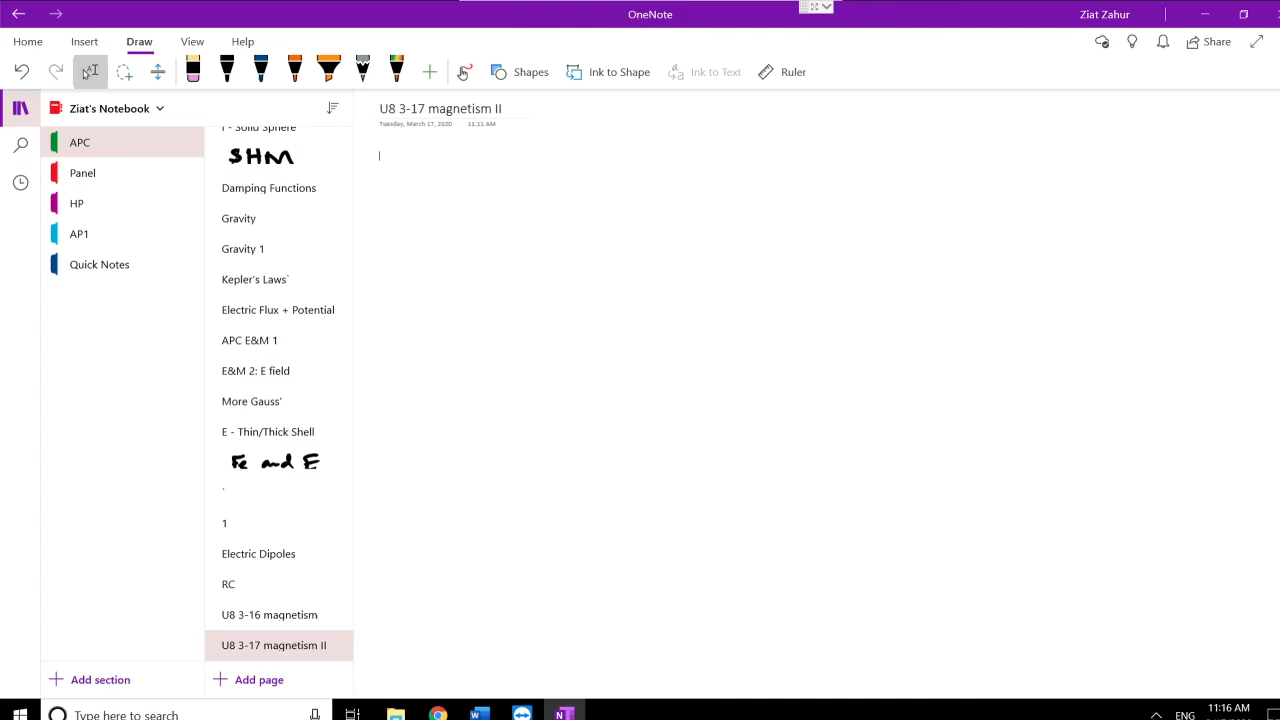 OneNote
Ziat Zahur
Home
Insert
Draw
View
Help
Share
Shapes
Ink to Shape
Ink to Text
Ruler
Ziat's Notebook
APC
Panel
HP
AP1
Quick Notes
Add section
I - Solid Sphere
SHM
Damping Functions
Gravity
Gravity 1
Kepler's Laws`
Electric Flux + Potential
APC E&M 1
E&M 2: E field
More Gauss'
E - Thin/Thick Shell
Fe and E
`
1
Electric Dipoles
RC
U8 3-16 magnetism
U8 3-17 magnetism II
Add page
U8 3-17 magnetism II
Tuesday, March 17, 2020 11:11 AM
Type here to search
ENG
11:16 AM